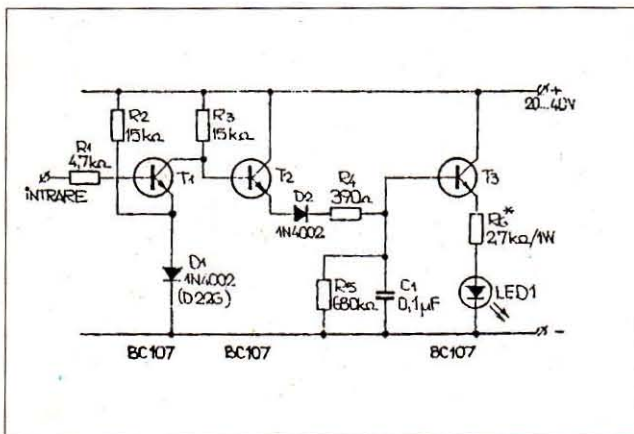 R2
15kΩ
R3
15kΩ
+
20...40V
R1
4,7kΩ
T1
T2
R4
390Ω
T3
ÎNTRARE
D2
1N4002
R6*
2,7kΩ/1W
D1
1N4002
(D226)
R5
680kΩ
C1
0,1µF
LED1
-
BC107
BC107
BC107